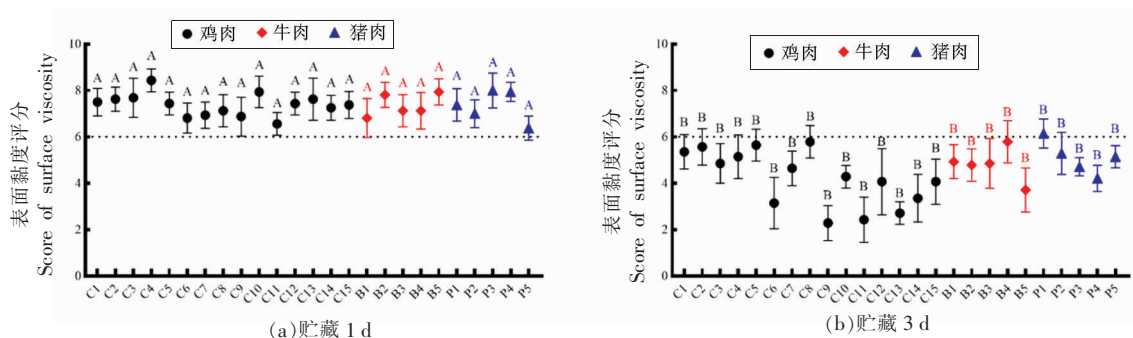 鸡肉 牛肉 猪肉
表面黏度评分
Score of surface viscosity
10
8
6
4
2
0
A A A A A A A A A A A A A A A A A A A A A A A A A
C1 C2 C3 C4 C5 C6 C7 C8 C9 C10 C11 C12 C13 C14 C15 B1 B2 B3 B4 B5 P1 P2 P3 P4 P5
(a)贮藏1 d
鸡肉 牛肉 猪肉
表面黏度评分
Score of surface viscosity
10
8
6
4
2
0
B B B B B B B B B B B B B B B B B B B B B B B B B
C1 C2 C3 C4 C5 C6 C7 C8 C9 C10 C11 C12 C13 C14 C15 B1 B2 B3 B4 B5 P1 P2 P3 P4 P5
(b)贮藏3 d